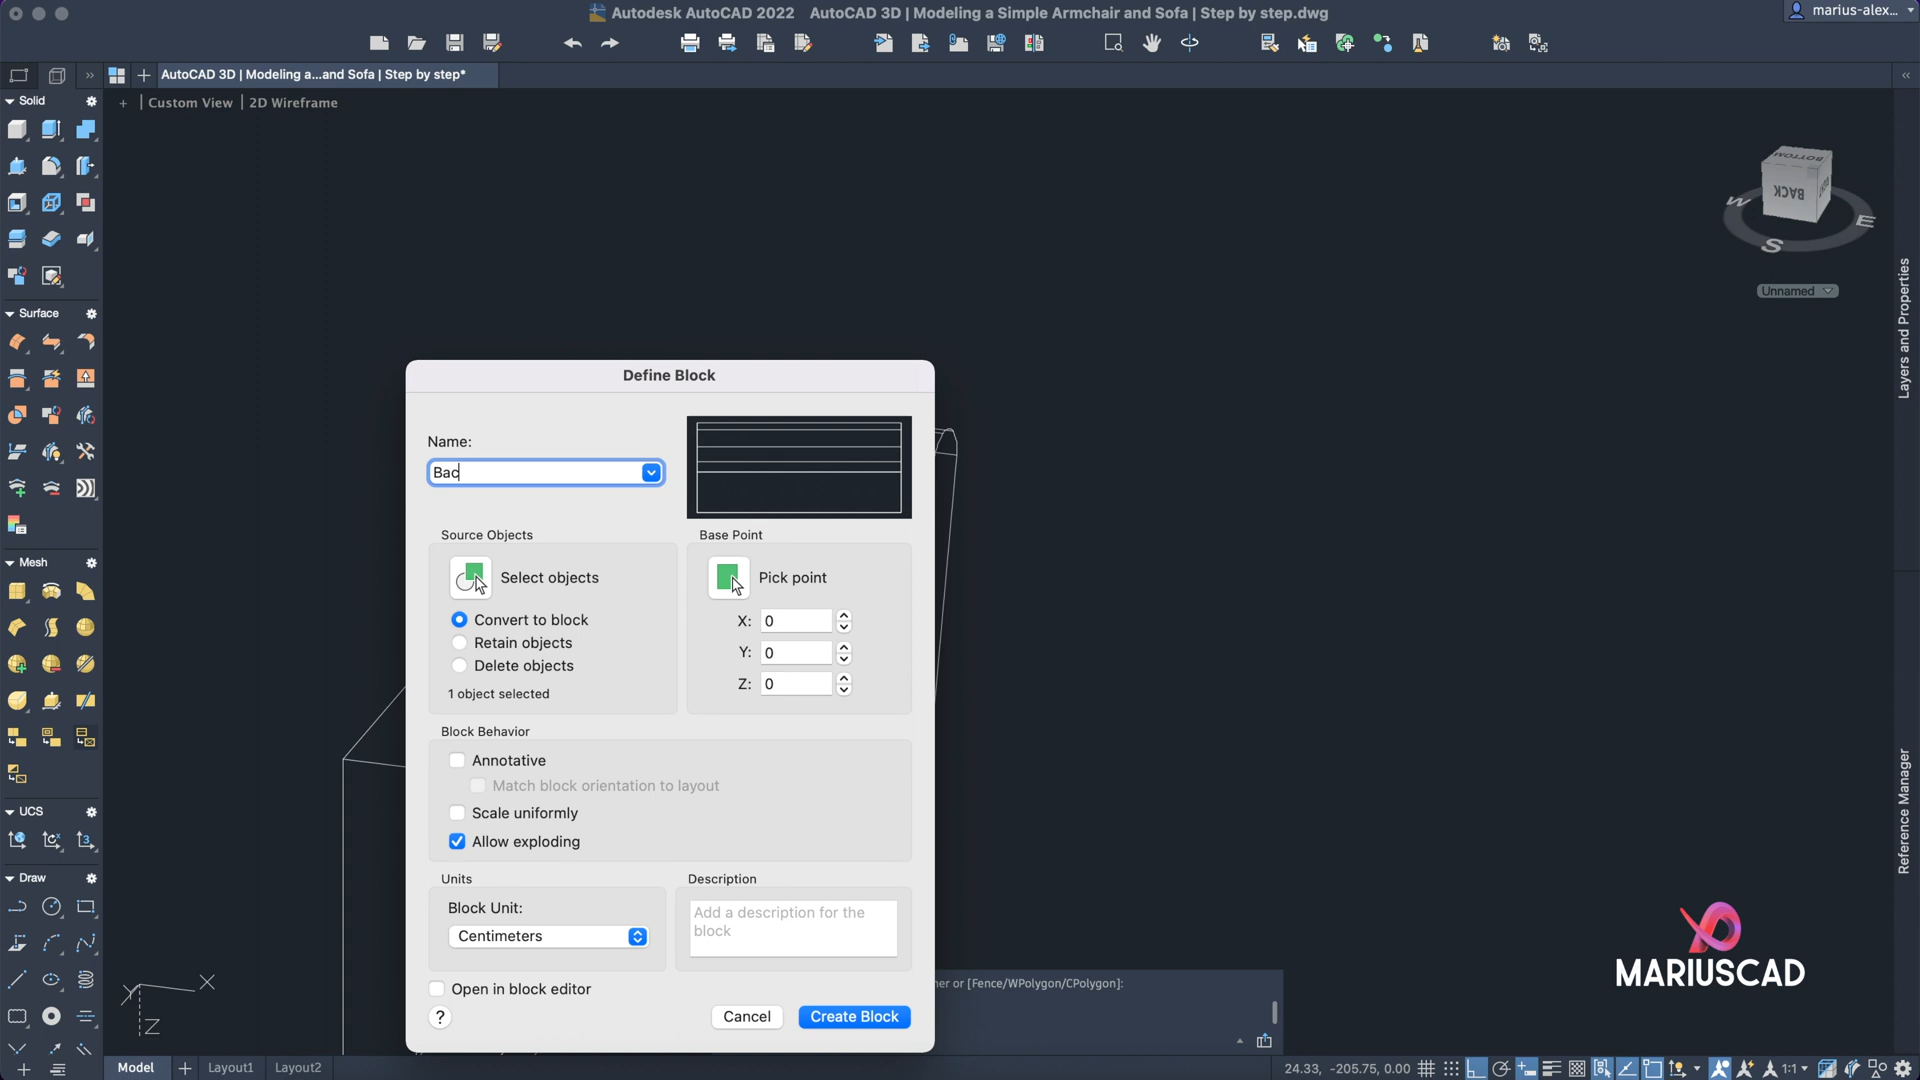 Autodesk AutoCAD 2022 AutoCAD 3D | Modeling a Simple Armchair and Sofa | Step by step.dwg
marius-alex...
AutoCAD 3D | Modeling a...and Sofa | Step by step*
Solid
+ | Custom View | 2D Wireframe
BOTTOM
BACK
W
E
S
Unnamed
Layers and Properties
Surface
Define Block
Name:
Bac
Source Objects
Base Point
Select objects
Pick point
Convert to block
X: 0
Retain objects
Y: 0
Delete objects
Z: 0
1 object selected
Mesh
Block Behavior
Annotative
Match block orientation to layout
Scale uniformly
Allow exploding
Reference Manager
UCS
Draw
Units
Description
Block Unit:
Add a description for the
block
Centimeters
MARIUSCAD
X
Y
Z
ner or [Fence/WPolygon/CPolygon]:
Open in block editor
?
Cancel
Create Block
Model
Layout1
Layout2
24.33, -205.75, 0.00
1:1